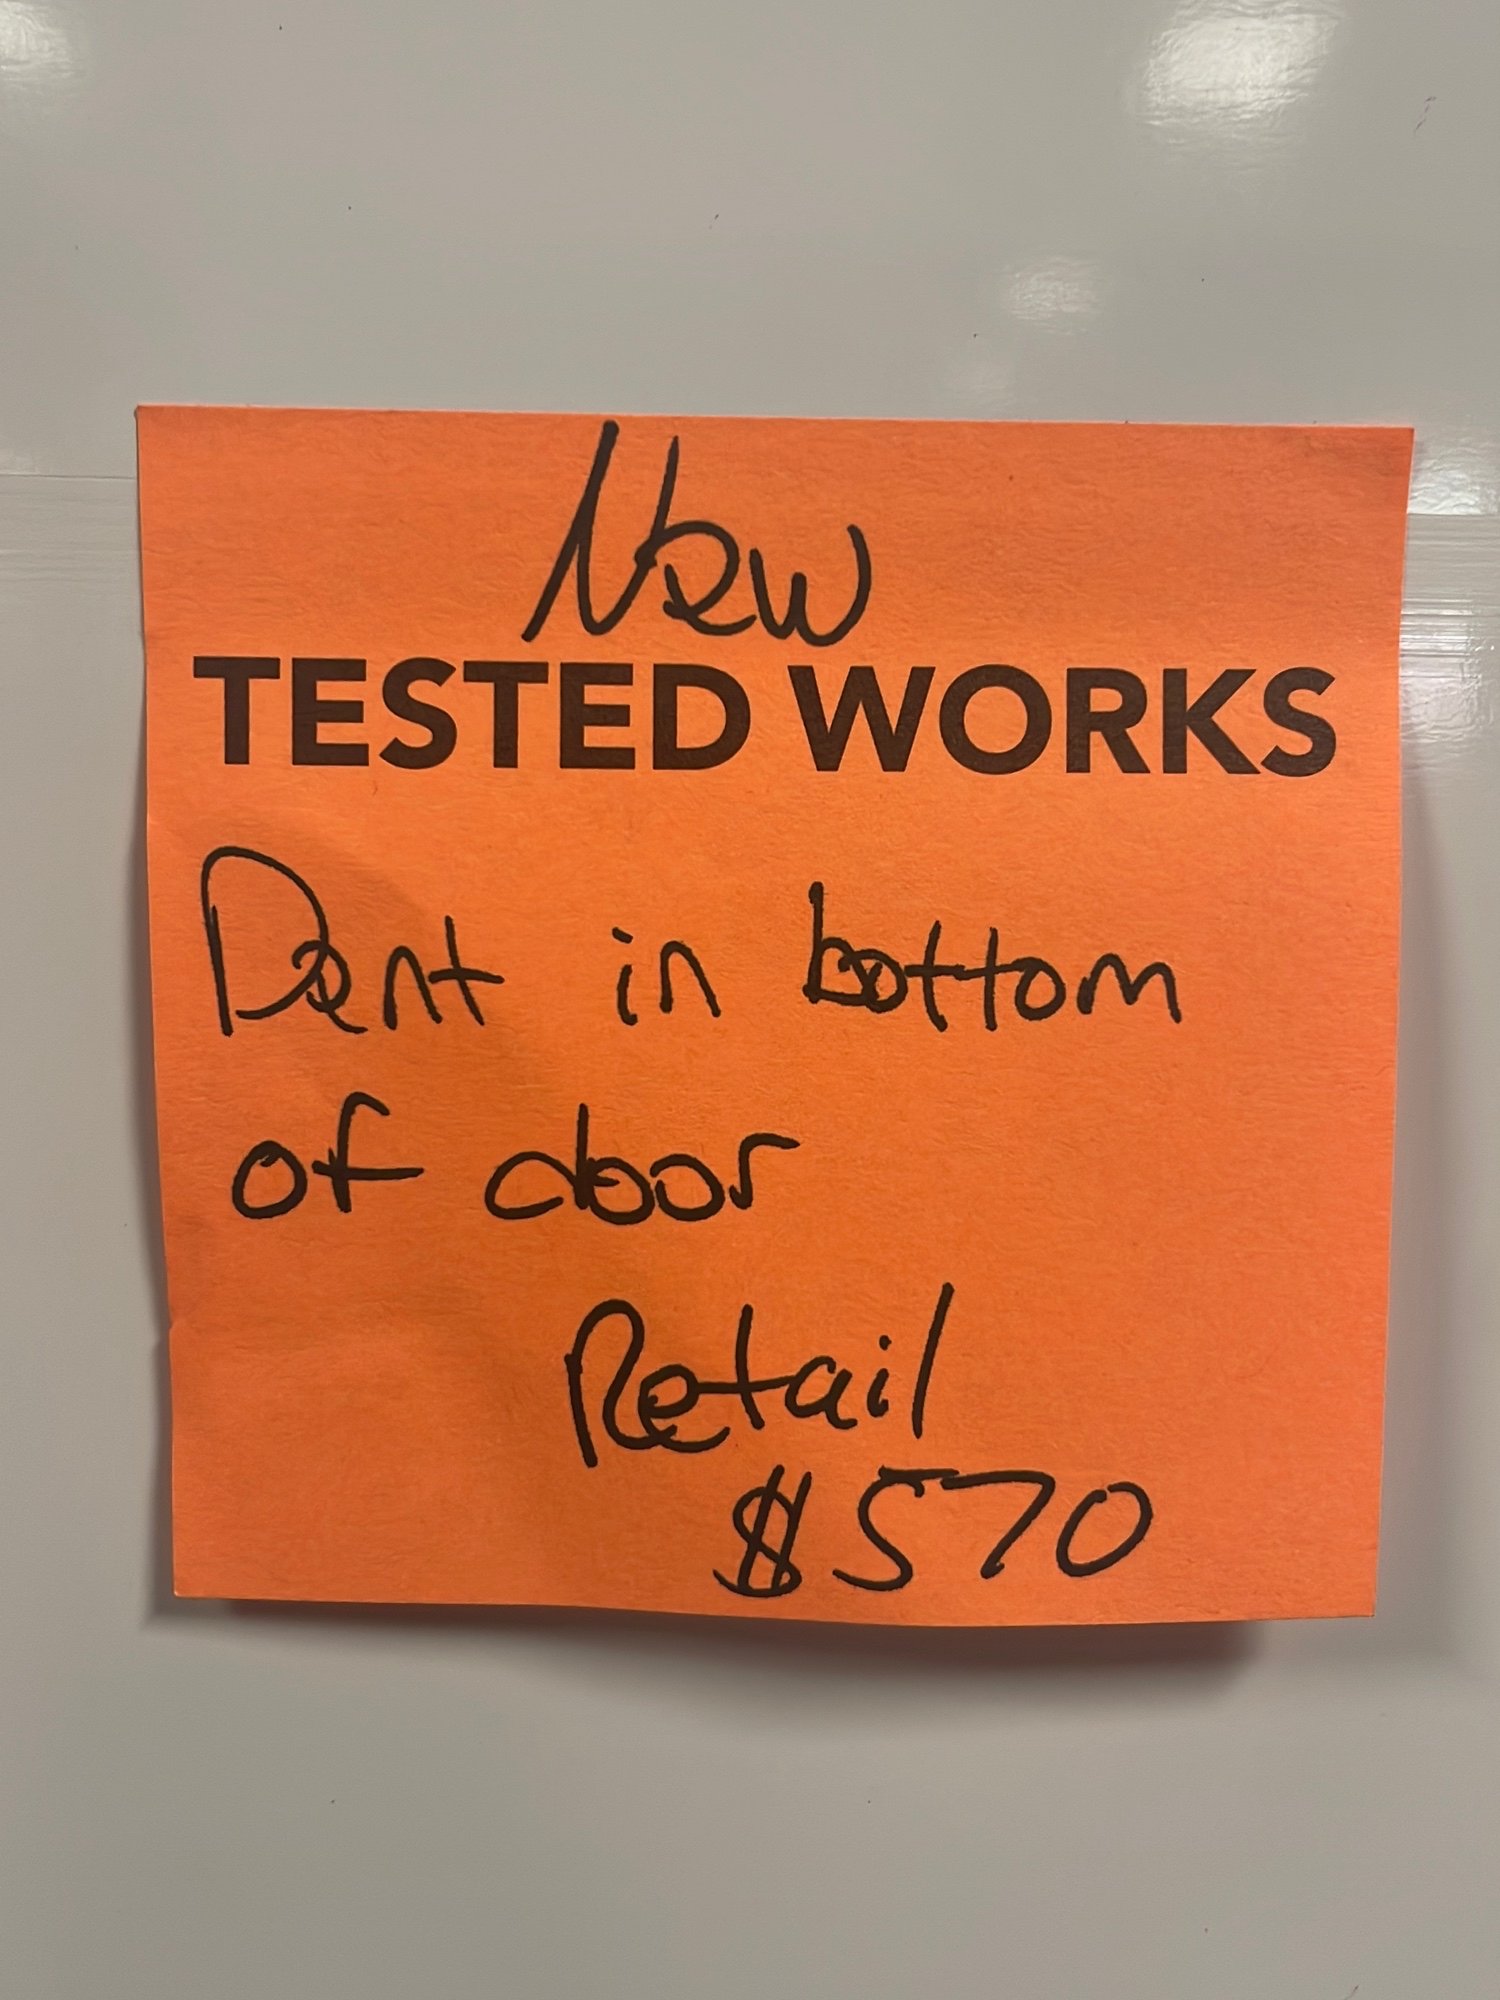 New
TESTED WORKS
Dent in bottom
of door
Retail
$570